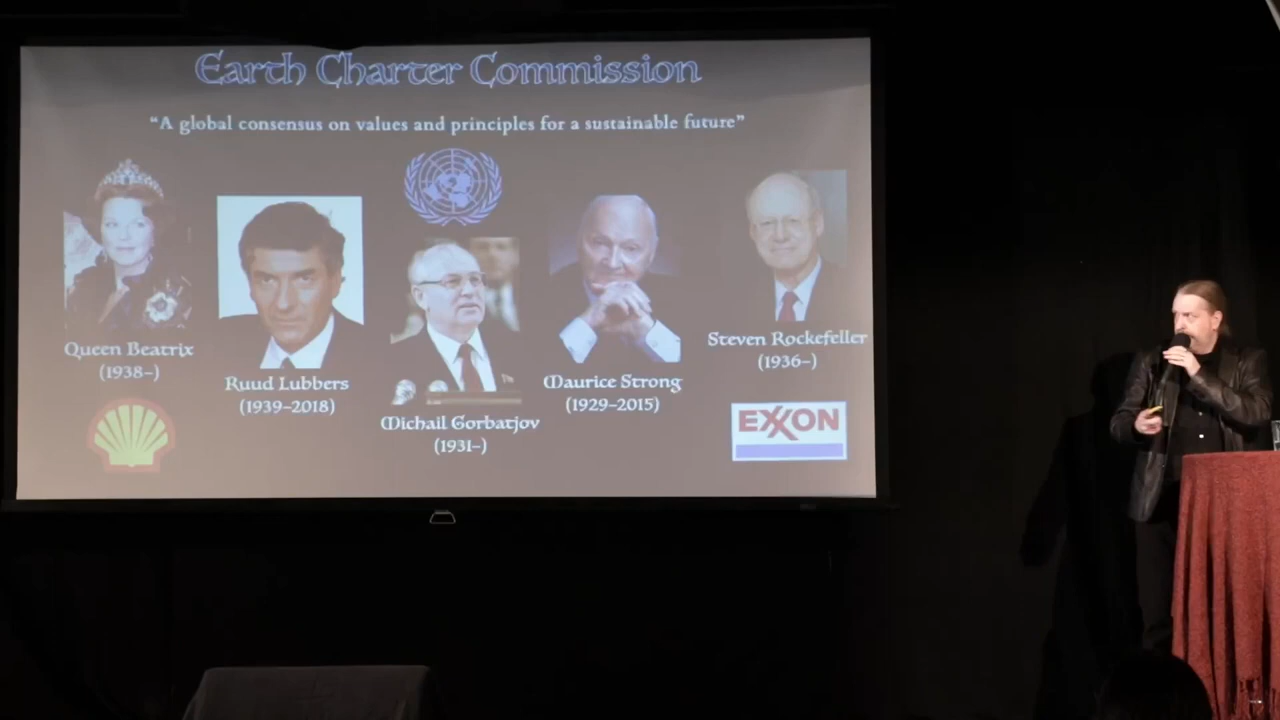 Earth Charter Commission
“A global consensus on values and principles for a sustainable future”
Queen Beatrix
(1938–)
Ruud Lubbers
(1939–2018)
Michail Gorbatjov
(1931–)
Maurice Strong
(1929–2015)
Steven Rockefeller
(1936–)
EXXON